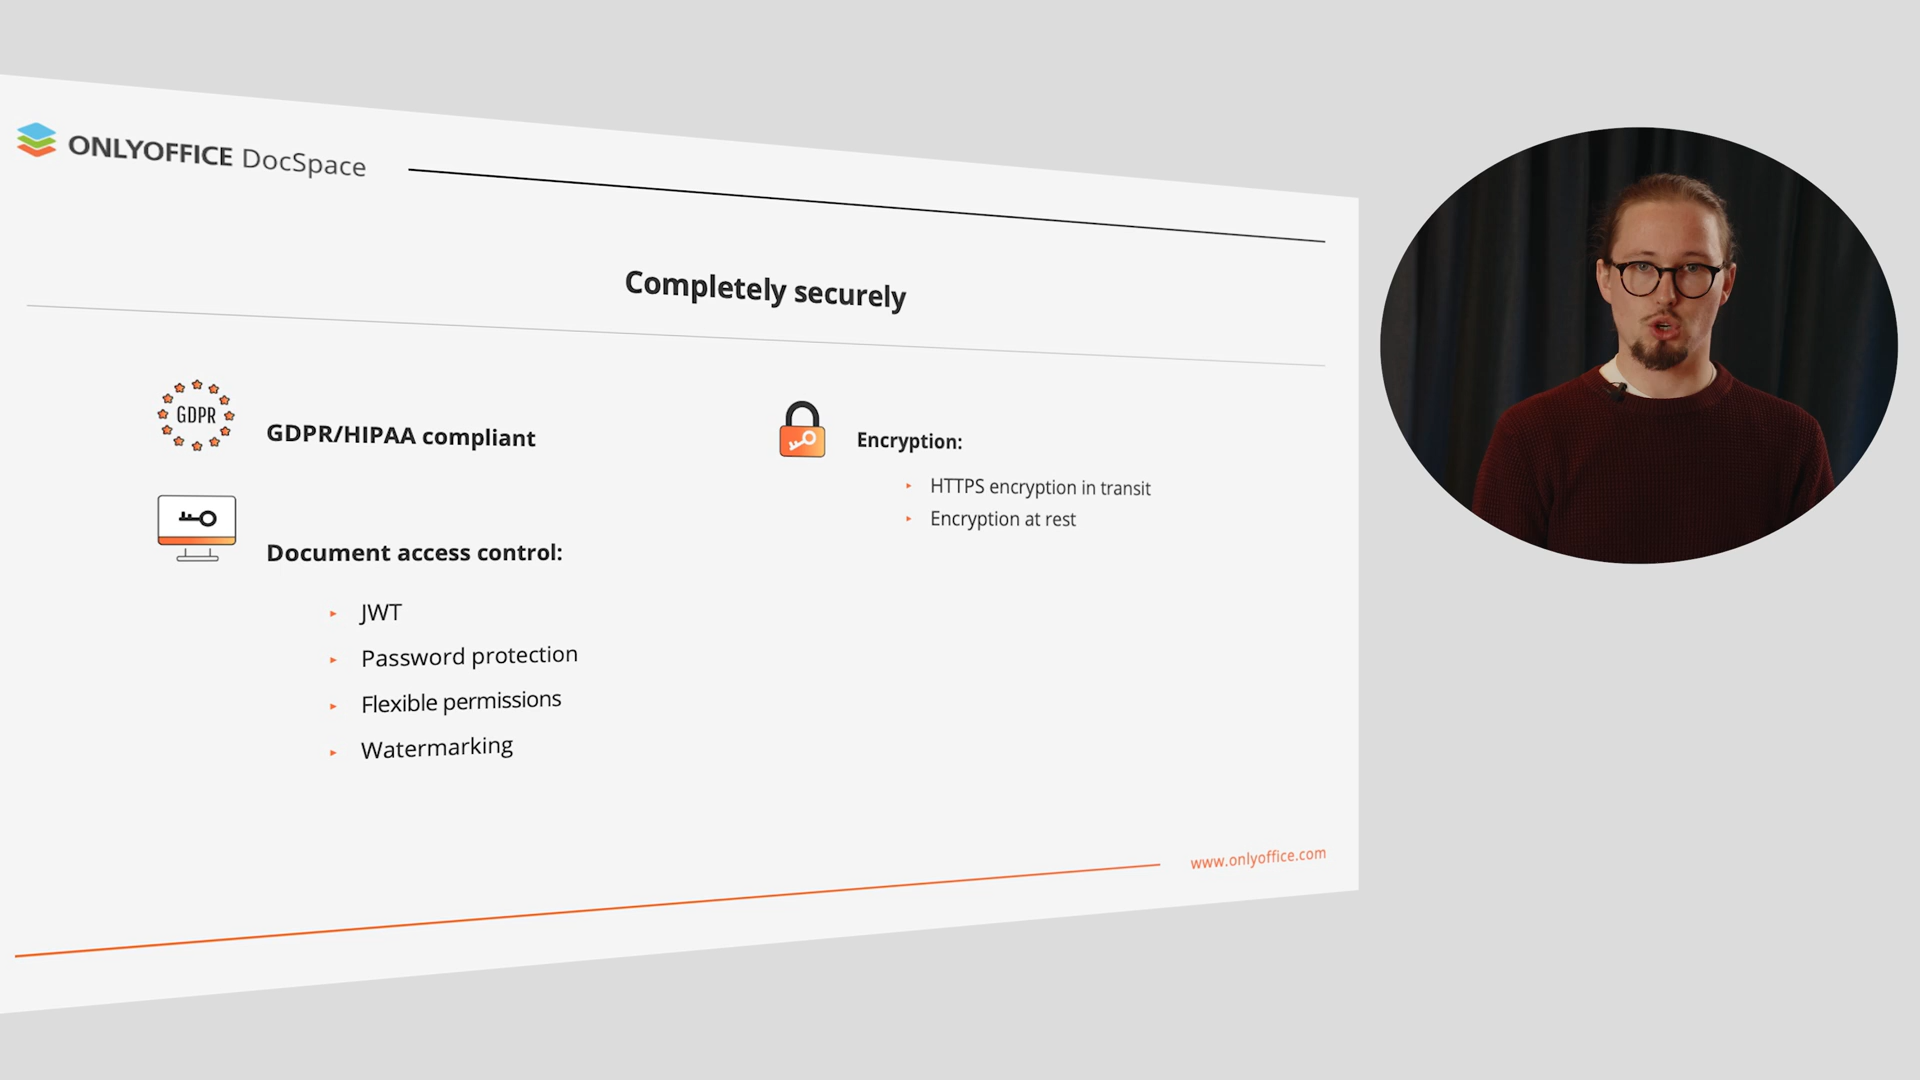 ONLYOFFICE DocSpace
Completely securely
GDPR
GDPR/HIPAA compliant
Document access control:
JWT
Password protection
Flexible permissions
Watermarking
Encryption:
HTTPS encryption in transit
Encryption at rest
www.onlyoffice.com